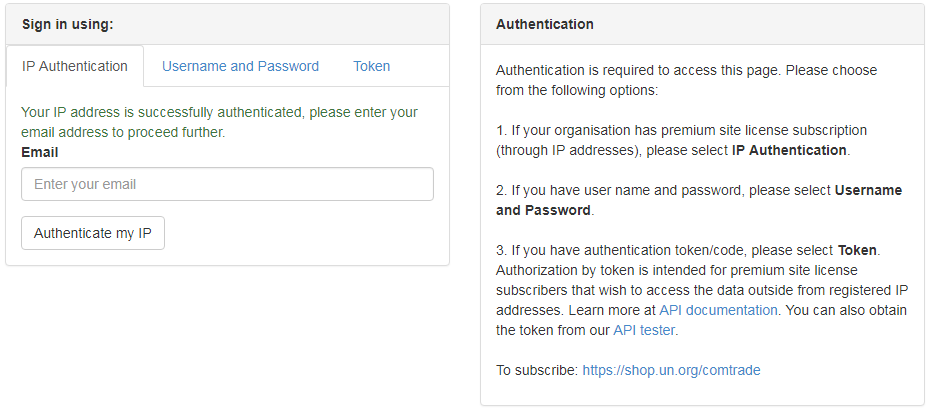 Sign in using:
IP Authentication
Username and Password
Token
Your IP address is successfully authenticated, please enter your
email address to proceed further.
Email
Enter your email
Authenticate my IP
Authentication
Authentication is required to access this page. Please choose
from the following options:
1. If your organisation has premium site license subscription
(through IP addresses), please select IP Authentication.
2. If you have user name and password, please select Username
and Password.
3. If you have authentication token/code, please select Token.
Authorization by token is intended for premium site license
subscribers that wish to access the data outside from registered IP
addresses. Learn more at API documentation. You can also obtain
the token from our API tester.
To subscribe: https://shop.un.org/comtrade